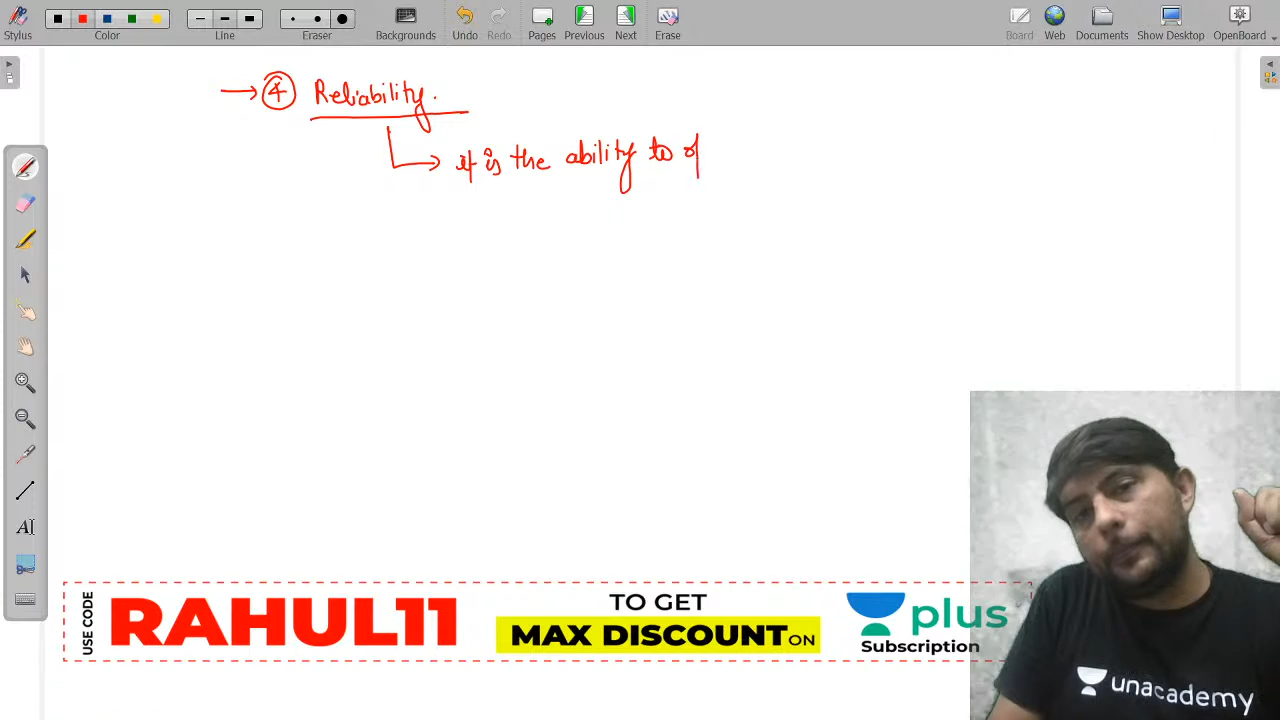 Stylus
Color
Line
Eraser
Backgrounds
Undo
Redo
Pages
Previous
Next
Erase
Board
Web
Documents
Show Desktop
OpenBoard
→ ④ Reliability.
→ it is the ability to of
USE CODE
RAHUL11
TO GET
MAX DISCOUNT ON
plus
Subscription
unacademy